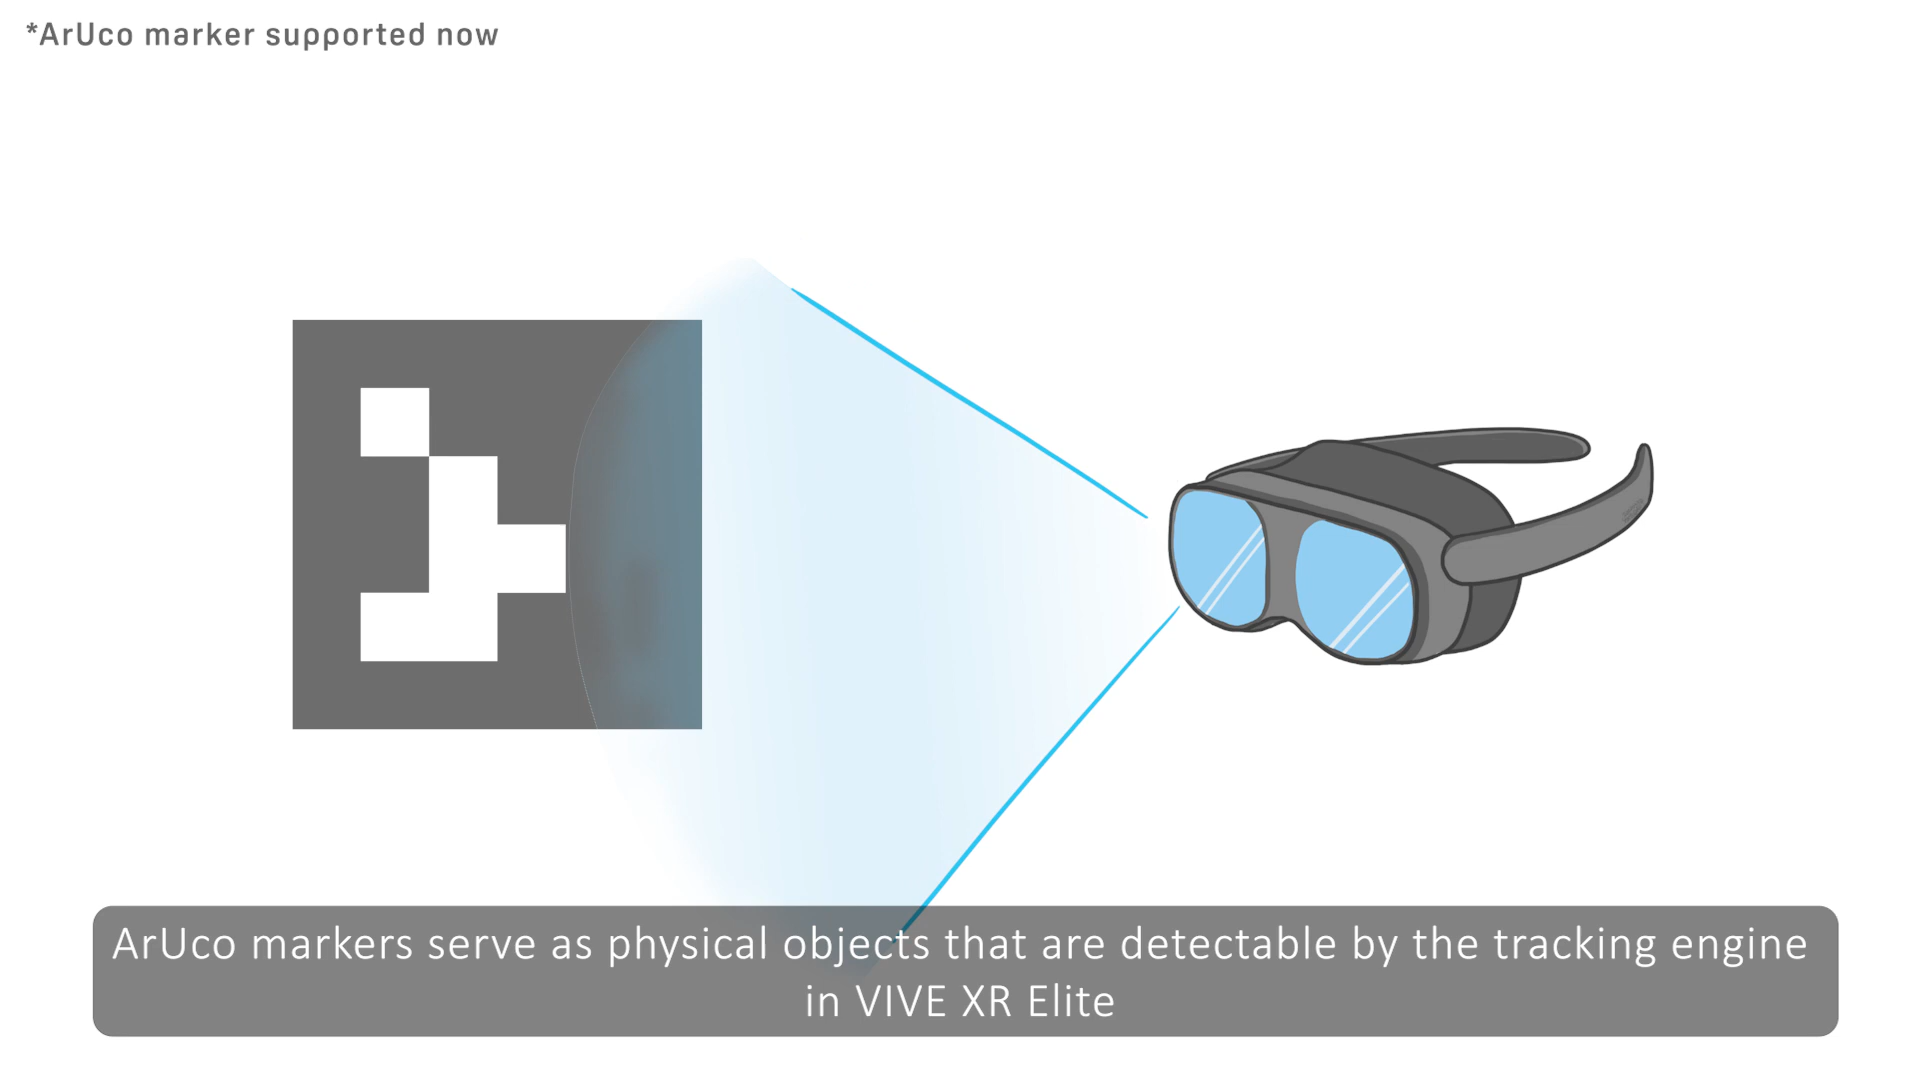 *ArUco marker supported now
ArUco markers serve as physical objects that are detectable by the tracking engine
in VIVE XR Elite